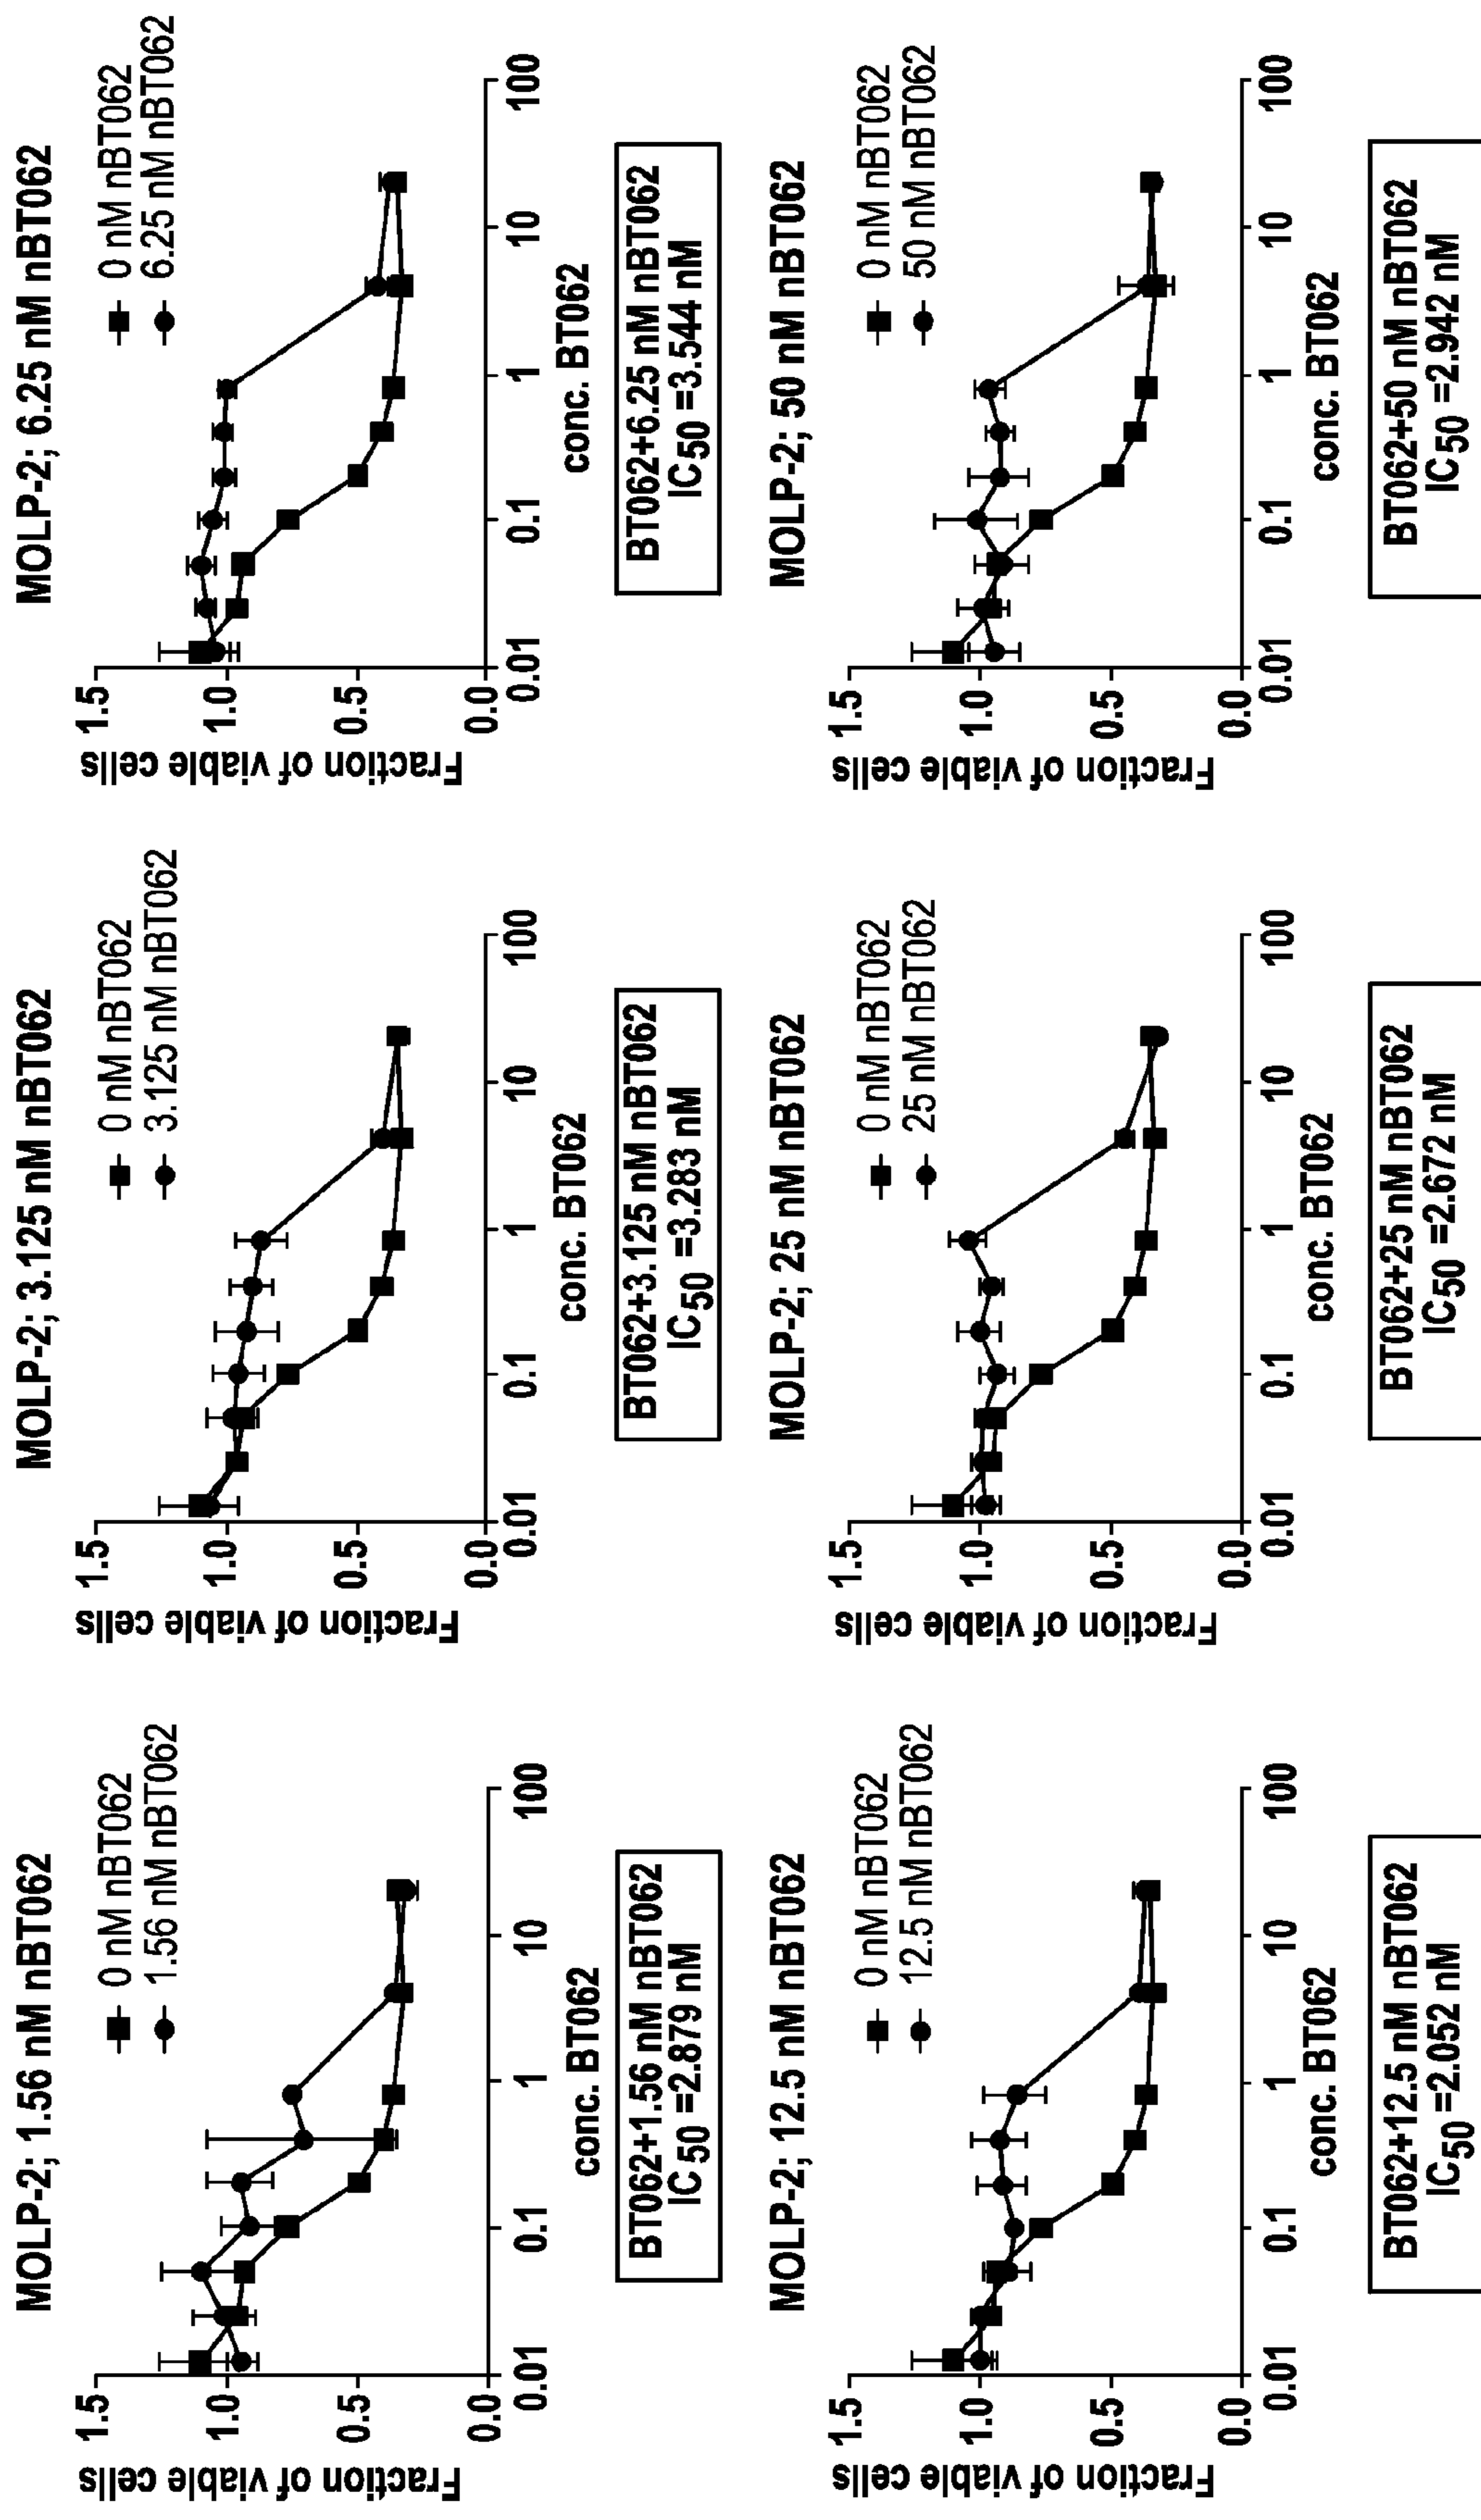 MOLP-2; 1.56 nM nBT062
0 nM nBT062
1.56 nM nBT062
Fraction of viable cells
1.5
1.0
0.5
0.0
0.01
0.1
1
10
100
conc. BT062
BT062+1.56 nM nBT062
IC50 =2.879 nM
MOLP-2; 3.125 nM nBT062
0 nM nBT062
3.125 nM nBT062
Fraction of viable cells
1.5
1.0
0.5
0.0
0.01
0.1
1
10
100
conc. BT062
BT062+3.125 nM nBT062
IC50 =3.283 nM
MOLP-2; 6.25 nM nBT062
0 nM nBT062
6.25 nM nBT062
Fraction of viable cells
1.5
1.0
0.5
0.0
0.01
0.1
1
10
100
conc. BT062
BT062+6.25 nM nBT062
IC50 =3.544 nM
MOLP-2; 12.5 nM nBT062
0 nM nBT062
12.5 nM nBT062
Fraction of viable cells
1.5
1.0
0.5
0.0
0.01
0.1
1
10
100
conc. BT062
BT062+12.5 nM nBT062
IC50 =2.052 nM
MOLP-2; 25 nM nBT062
0 nM nBT062
25 nM nBT062
Fraction of viable cells
1.5
1.0
0.5
0.0
0.01
0.1
1
10
100
conc. BT062
BT062+25 nM nBT062
IC50 =2.672 nM
MOLP-2; 50 nM nBT062
0 nM nBT062
50 nM nBT062
Fraction of viable cells
1.5
1.0
0.5
0.0
0.01
0.1
1
10
100
conc. BT062
BT062+50 nM nBT062
IC50 =2.942 nM